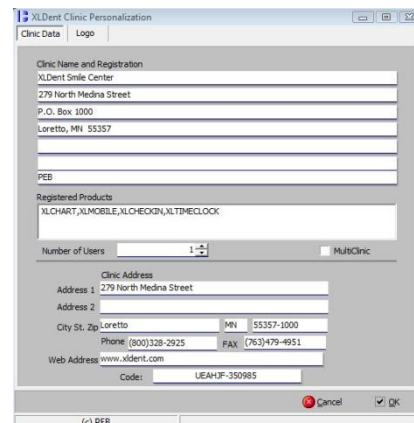 XLDent Clinic Personalization
Clinic Data Logo
Clinic Name and Registration
XLDent Smile Center
279 North Medina Street
P.O. Box 1000
Loretto, MN 55357
PEB
Registered Products
XLCHART,XLMOBILE,XLCHECKIN,XLTIMECLOCK
Number of Users 1 MultiClinic
Clinic Address
Address 1 279 North Medina Street
Address 2
City St. Zip Loretto MN 55357-1000
Phone (800)328-2925 FAX (763)479-4951
Web Address www.xldent.com
Code: UEAHJF-350985
Cancel OK
(c) PEB